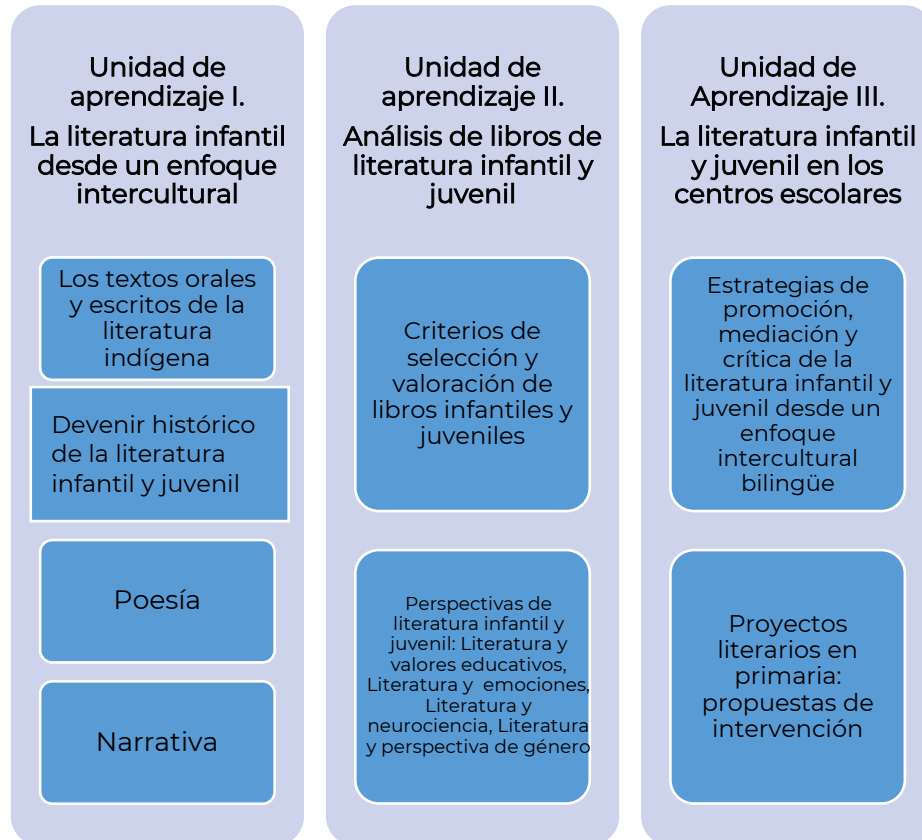 Unidad de
aprendizaje I.
La literatura infantil
desde un enfoque
intercultural
Los textos orales
y escritos de la
literatura
indígena
Devenir histórico
de la literatura
infantil y juvenil
Poesía
Narrativa
Unidad de
aprendizaje II.
Análisis de libros de
literatura infantil y
juvenil
Criterios de
selección y
valoración de
libros infantiles y
juveniles
Perspectivas de
literatura infantil y
juvenil: Literatura y
valores educativos,
Literatura y emociones,
Literatura y
neurociencia, Literatura
y perspectiva de género
Unidad de
Aprendizaje III.
La literatura infantil
y juvenil en los
centros escolares
Estrategias de
promoción,
mediación y
crítica de la
literatura infantil y
juvenil desde un
enfoque
intercultural
bilingüe
Proyectos
literarios en
primaria:
propuestas de
intervención